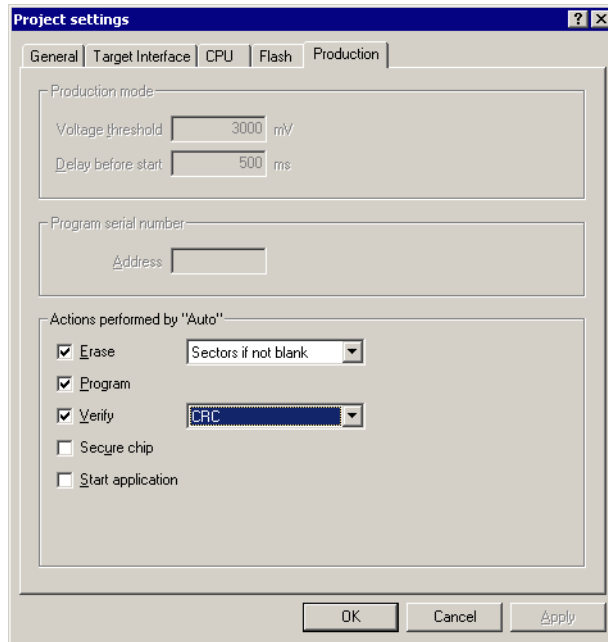 Project settings
General Target Interface CPU Flash Production
Production mode
Voltage threshold 3000 mV
Delay before start 500 ms
Program serial number
Address
Actions performed by "Auto"
Erase Sectors if not blank
Program
Verify CRC
Secure chip
Start application
OK Cancel Apply